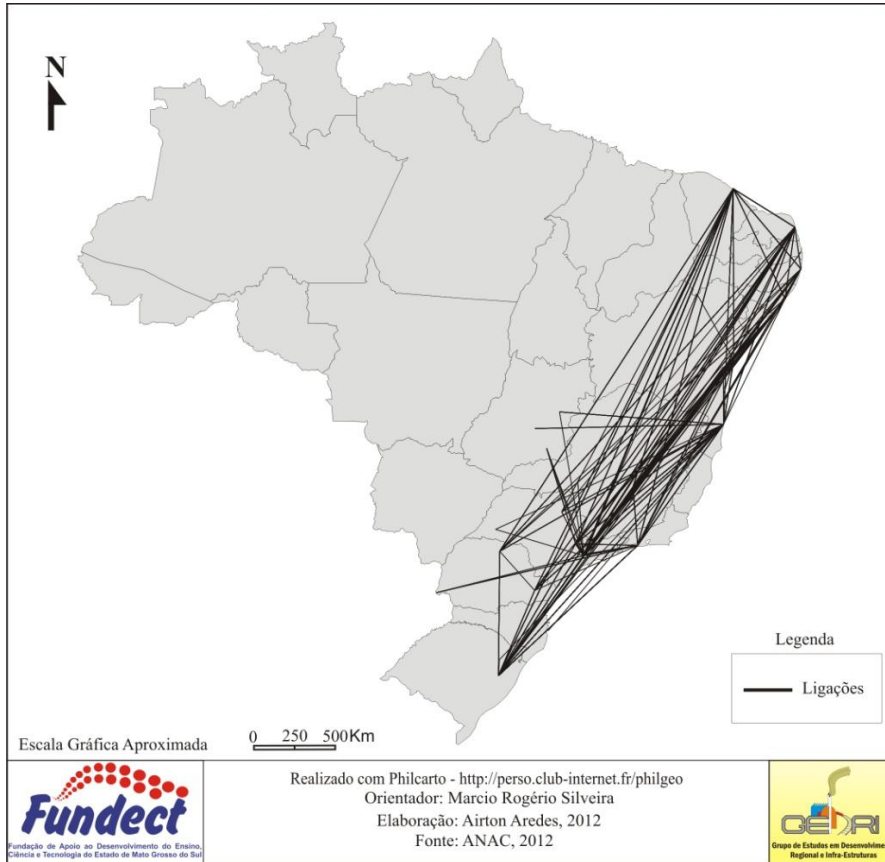 N
Legenda
Ligações
Escala Gráfica Aproximada
0 250 500Km
Fundect
Fundação de Apoio ao Desenvolvimento do Ensino,
Ciência e Tecnologia do Estado de Mato Grosso do Sul
Realizado com Philcarto - http://perso.club-internet.fr/philgeo
Orientador: Marcio Rogério Silveira
Elaboração: Airton Aredes, 2012
Fonte: ANAC, 2012
GEDRI
Grupo de Estudos em Desenvolvime
Regional e Infra-Estruturas